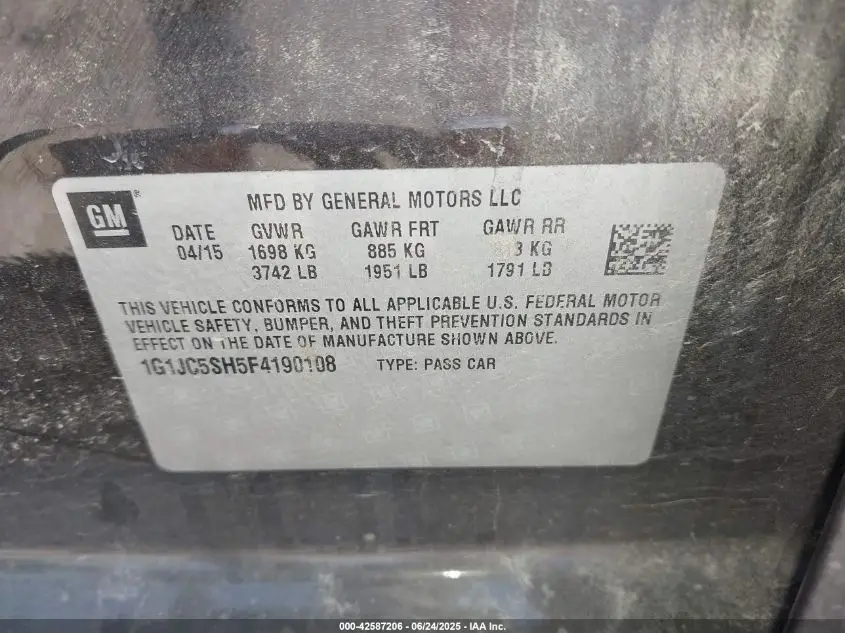 GM®
MFD BY GENERAL MOTORS LLC
DATE GVWR GAWR FRT GAWR RR
04/15 1698 KG 885 KG KG
3742 LB 1951 LB 1791 LB
THIS VEHICLE CONFORMS TO ALL APPLICABLE U.S. FEDERAL MOTOR
VEHICLE SAFETY, BUMPER, AND THEFT PREVENTION STANDARDS IN
EFFECT ON THE DATE OF MANUFACTURE SHOWN ABOVE.
1G1JC5SH5F4190108 TYPE: PASS CAR
000-42587206 - 06/24/2025 - IAA Inc.